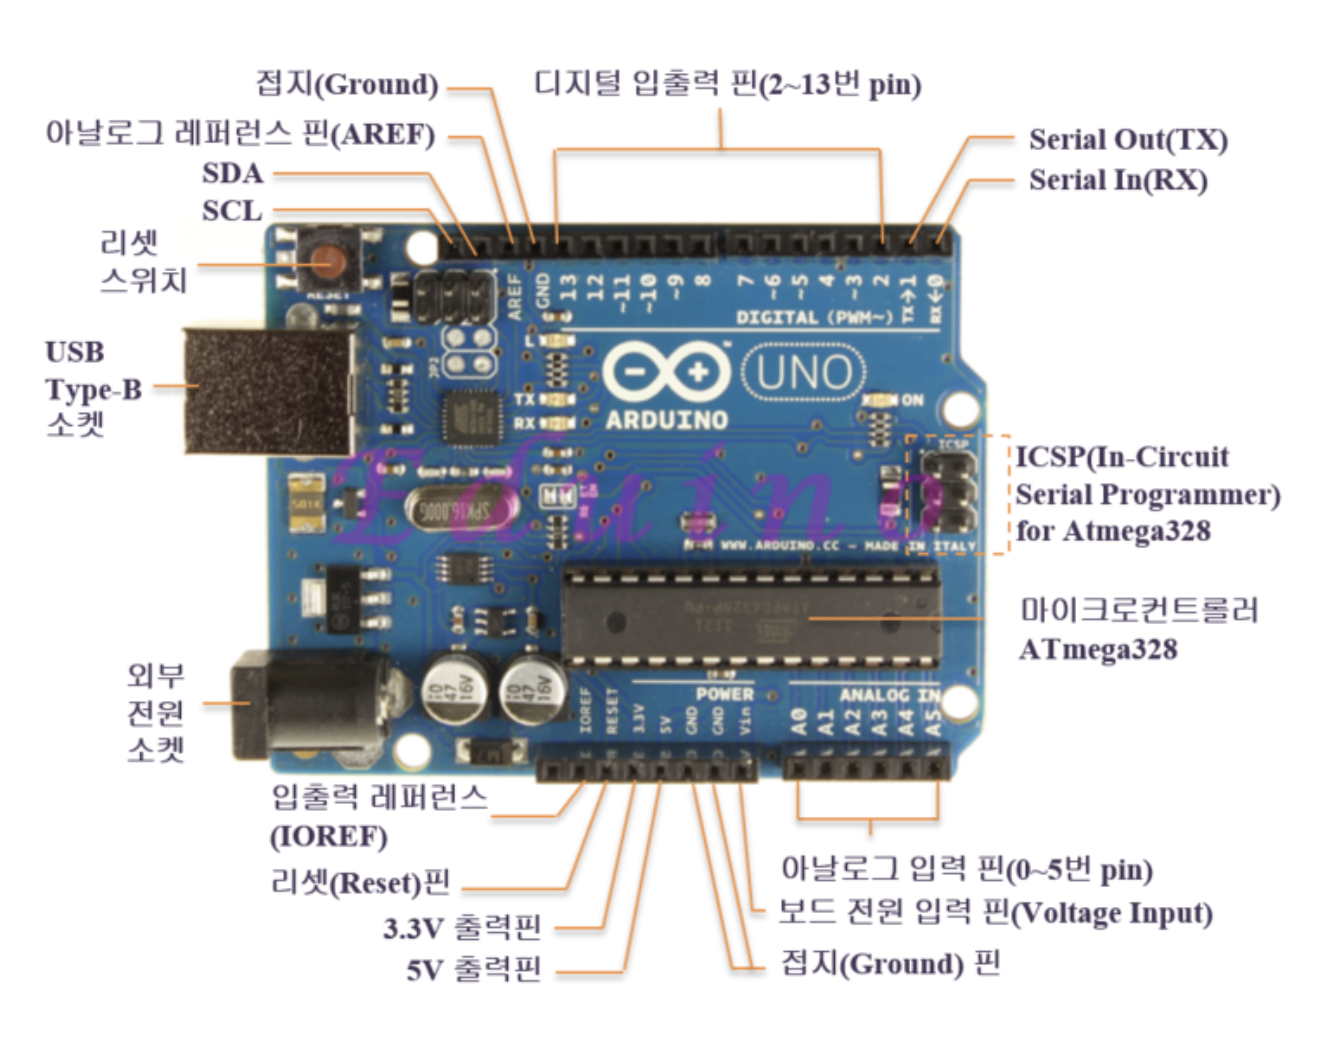 접지(Ground)
디지털 입출력 핀(2~13번 pin)
아날로그 레퍼런스 핀(AREF)
Serial Out(TX)
SDA
Serial In(RX)
SCL
리셋
스위치
RESET
AREF
GND
13
12
~11
~10
~9
8
7
~6
~5
4
~3
2
TX→1
RX←0
DIGITAL (PWM~)
L
JP2
USB
Type-B
소켓
TX
RX
ARDUINO
UNO
ON
ICSP
ICSP(In-Circuit
Serial Programmer)
for Atmega328
Eduino
SPK16.000G
WWW.ARDUINO.CC - MADE IN ITALY
마이크로컨트롤러
ATmega328
외부
전원
소켓
47
16V
47
16V
POWER
ANALOG IN
IOREF
RESET
3.3V
5V
GND
GND
Vin
A0
A1
A2
A3
A4
A5
입출력 레퍼런스
(IOREF)
리셋(Reset)핀
3.3V 출력핀
5V 출력핀
아날로그 입력 핀(0~5번 pin)
보드 전원 입력 핀(Voltage Input)
접지(Ground) 핀